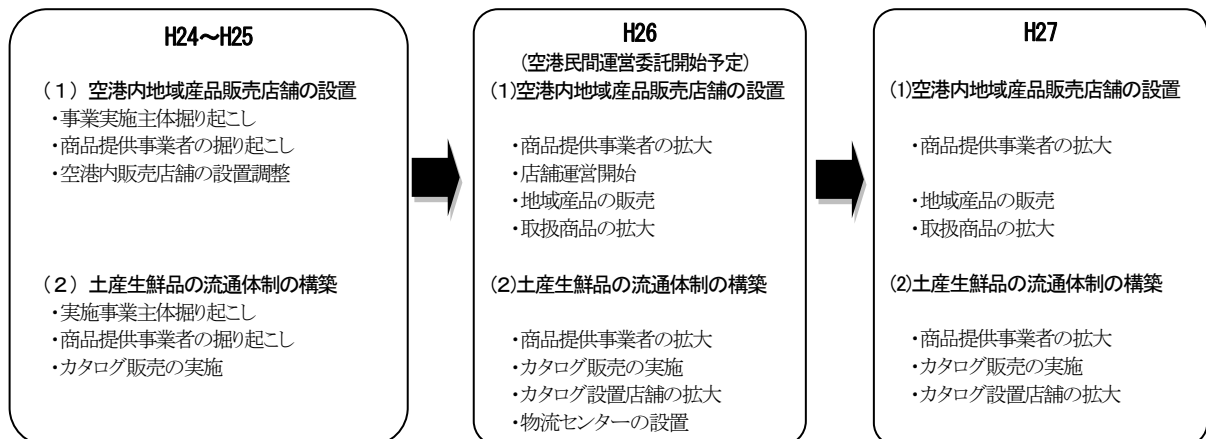 H24～H25
（１）空港内地域産品販売店舗の設置
・事業実施主体掘り起こし
・商品提供事業者の掘り起こし
・空港内販売店舗の設置調整
（２）土産生鮮品の流通体制の構築
・実施事業主体掘り起こし
・商品提供事業者の掘り起こし
・カタログ販売の実施
H26
(空港民間運営委託開始予定)
(1)空港内地域産品販売店舗の設置
・商品提供事業者の拡大
・店舗運営開始
・地域産品の販売
・取扱商品の拡大
(2)土産生鮮品の流通体制の構築
・商品提供事業者の拡大
・カタログ販売の実施
・カタログ設置店舗の拡大
・物流センターの設置
H27
(1)空港内地域産品販売店舗の設置
・商品提供事業者の拡大
・地域産品の販売
・取扱商品の拡大
(2)土産生鮮品の流通体制の構築
・商品提供事業者の拡大
・カタログ販売の実施
・カタログ設置店舗の拡大